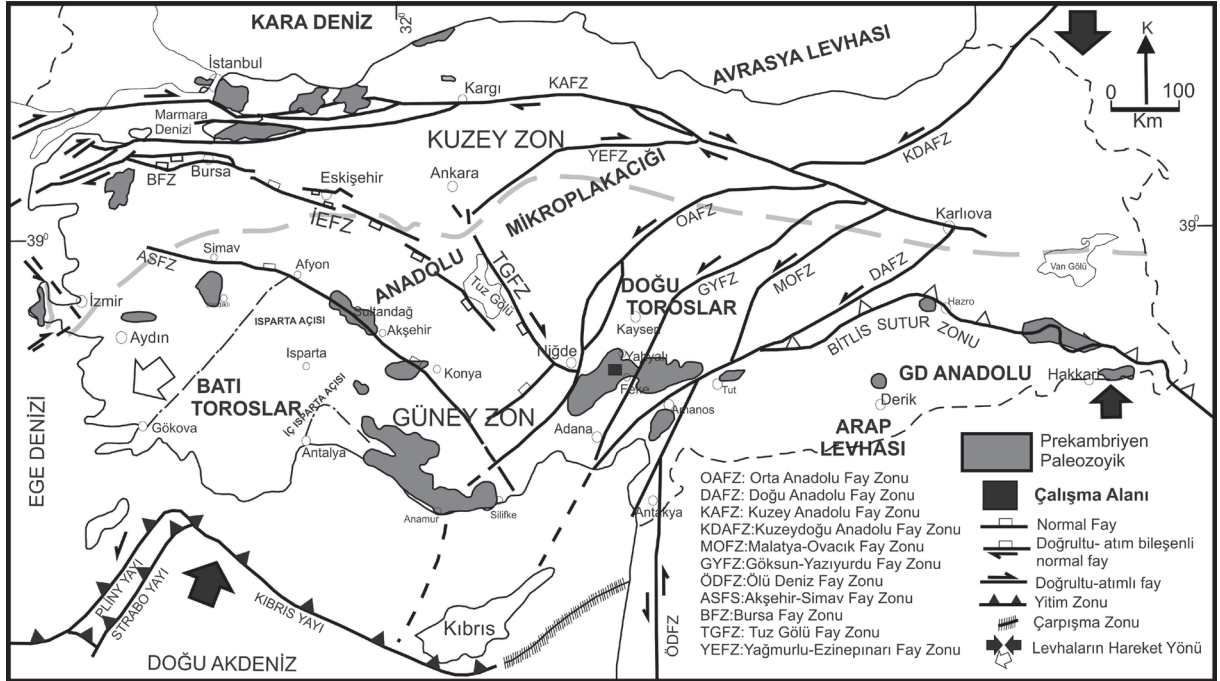 KARA DENİZ
32⁰
AVRASYA LEVHASI
K
0 100
Km
İstanbul
Kargı
KAFZ
Marmara
Denizi
KUZEY ZON
YEFZ
KDAFZ
BFZ
Bursa
Eskişehir
Ankara
MİKROPLAKACIĞI
İEFZ
OAFZ
Karlıova
39⁰
39⁰
ASFZ
Simav
Afyon
ANADOLU
TGFZ
Tuz Gölü
GYFZ
MOFZ
DAFZ
Van Gölü
DOĞU
TOROSLAR
İzmir
Aydın
ISPARTA AÇISI
Sultandağ
Akşehir
Kayseri
BİTLİS SUTUR ZONU
Hazro
Isparta
Konya
Niğde
Yahyalı
Feke
Tut
Derik
GD ANADOLU
Hakkari
BATI
TOROSLAR
İÇ ISPARTA AÇISI
GÜNEY ZON
Adana
Amanos
ARAP
LEVHASI
Gökova
Antalya
EGE DENİZİ
Anamur
Silifke
Antakya
PLINY YAYI
STRABO YAYI
KIBRIS YAYI
Kıbrıs
ÖDFZ
DOĞU AKDENİZ
OAFZ: Orta Anadolu Fay Zonu
DAFZ: Doğu Anadolu Fay Zonu
KAFZ: Kuzey Anadolu Fay Zonu
KDAFZ:Kuzeydoğu Anadolu Fay Zonu
MOFZ:Malatya-Ovacık Fay Zonu
GYFZ:Göksun-Yazıyurdu Fay Zonu
ÖDFZ:Ölü Deniz Fay Zonu
ASFS:Akşehir-Simav Fay Zonu
BFZ:Bursa Fay Zonu
TGFZ: Tuz Gölü Fay Zonu
YEFZ:Yağmurlu-Ezinepınarı Fay Zonu
Prekambriyen
Paleozoyik
Çalışma Alanı
Normal Fay
Doğrultu- atım bileşenli
normal fay
Doğrultu-atımlı fay
Yitim Zonu
Çarpışma Zonu
Levhaların Hareket Yönü